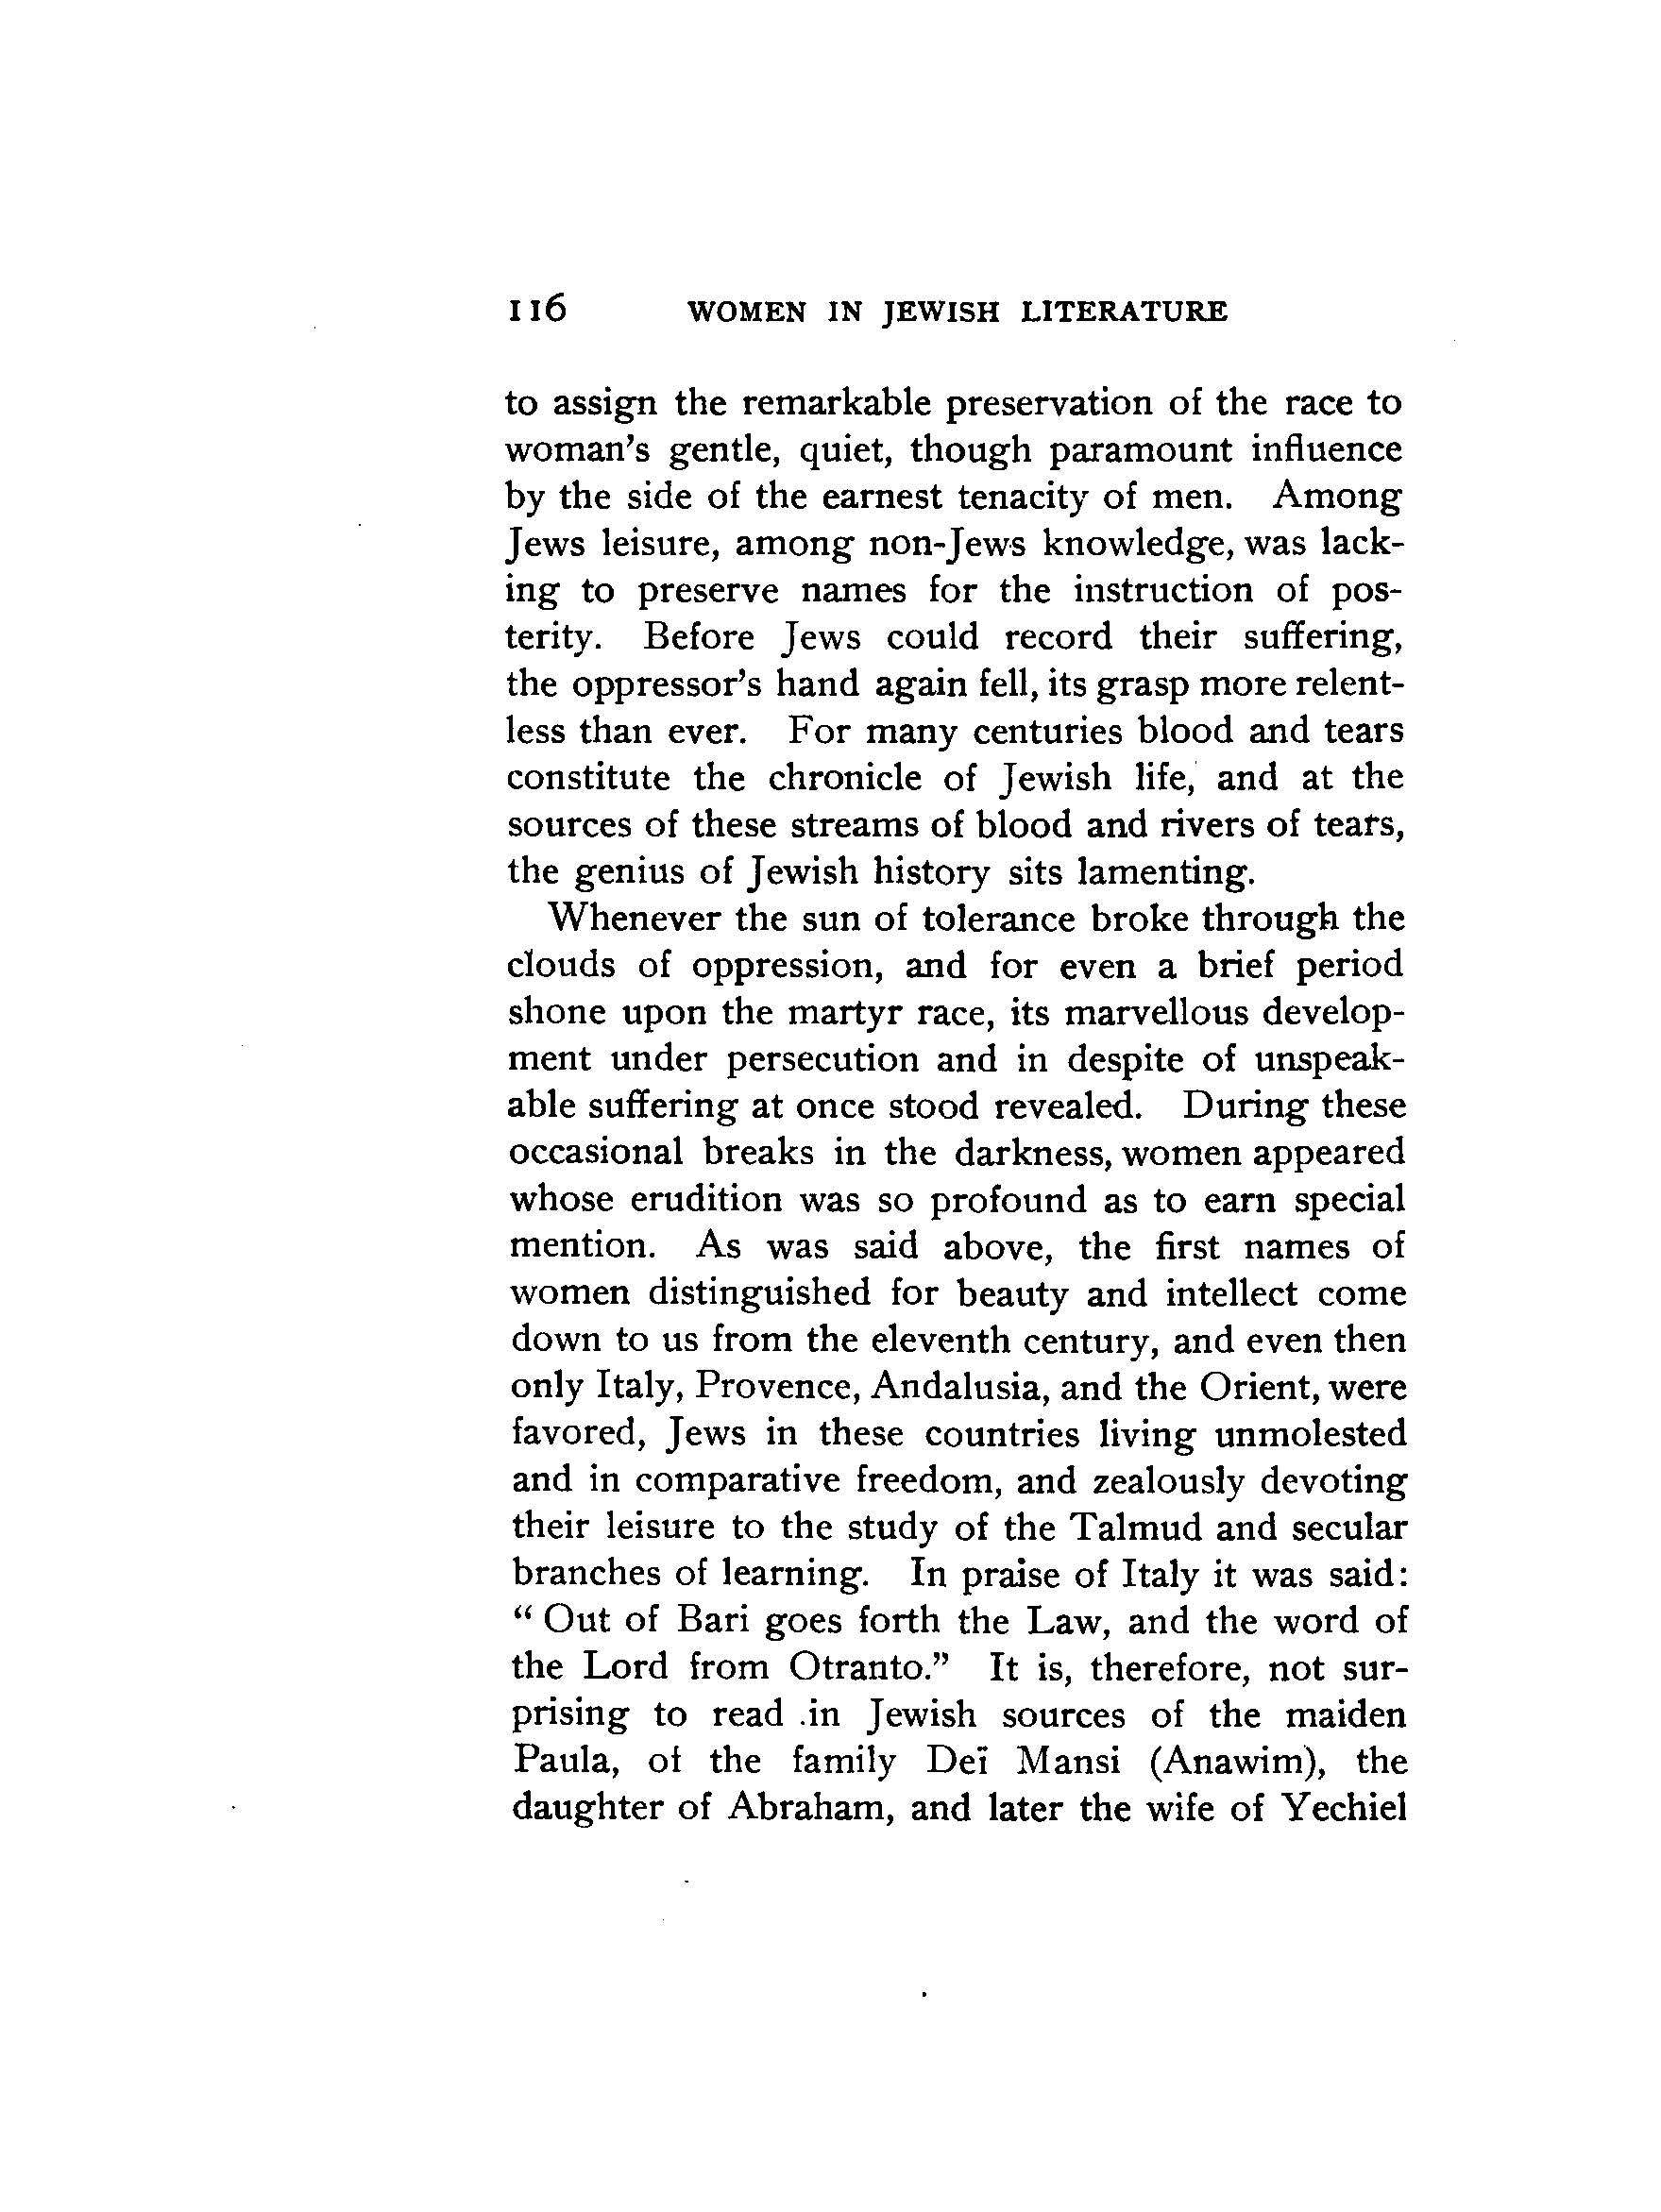 116 WOMEN IN JEWISH LITERATURE
to assign the remarkable preservation of the race to
woman's gentle, quiet, though paramount influence
by the side of the earnest tenacity of men. Among
Jews leisure, among non-Jews knowledge, was lack-
ing to preserve names for the instruction of pos-
terity. Before Jews could record their suffering,
the oppressor's hand again fell, its grasp more relent-
less than ever. For many centuries blood and tears
constitute the chronicle of Jewish life, and at the
sources of these streams of blood and rivers of tears,
the genius of Jewish history sits lamenting.
Whenever the sun of tolerance broke through the
clouds of oppression, and for even a brief period
shone upon the martyr race, its marvellous develop-
ment under persecution and in despite of unspeak-
able suffering at once stood revealed. During these
occasional breaks in the darkness, women appeared
whose erudition was so profound as to earn special
mention. As was said above, the first names of
women distinguished for beauty and intellect come
down to us from the eleventh century, and even then
only Italy, Provence, Andalusia, and the Orient, were
favored, Jews in these countries living unmolested
and in comparative freedom, and zealously devoting
their leisure to the study of the Talmud and secular
branches of learning. In praise of Italy it was said:
“ Out of Bari goes forth the Law, and the word of
the Lord from Otranto.” It is, therefore, not sur-
prising to read in Jewish sources of the maiden
Paula, of the family Deï Mansi (Anawim), the
daughter of Abraham, and later the wife of Yechiel